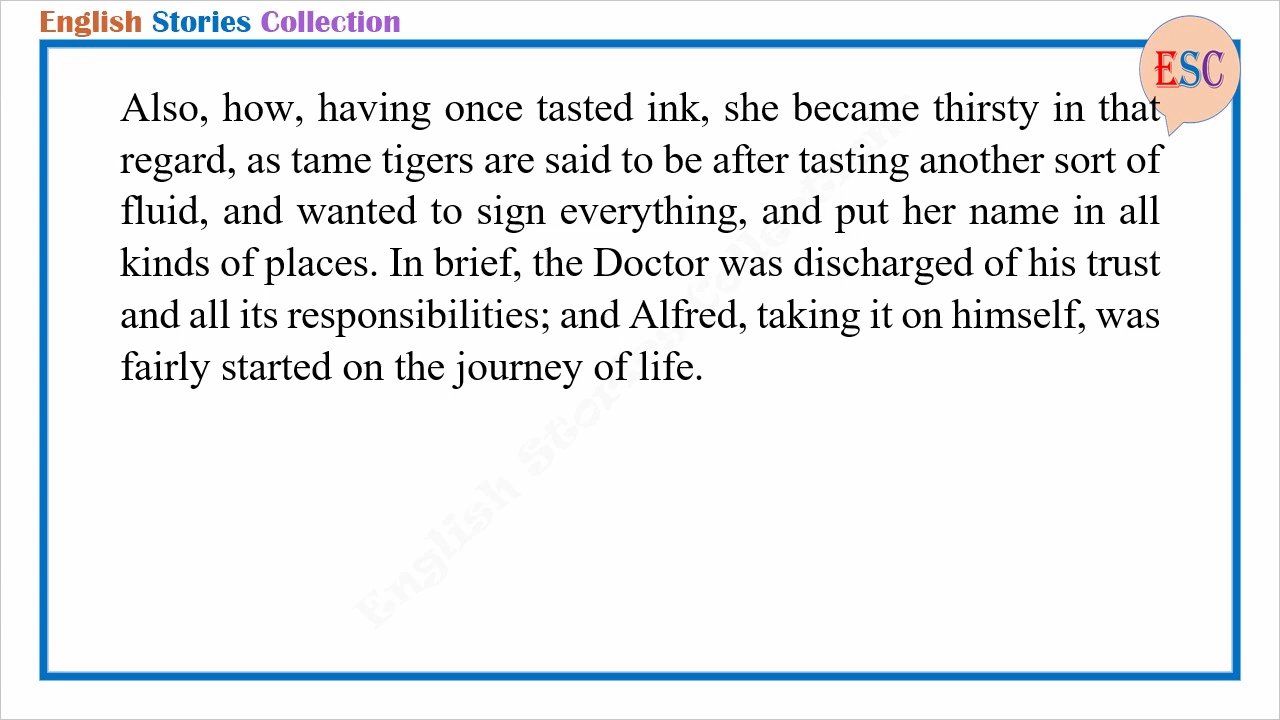 English Stories Collection
ESC
Also, how, having once tasted ink, she became thirsty in that
regard, as tame tigers are said to be after tasting another sort of
fluid, and wanted to sign everything, and put her name in all
kinds of places. In brief, the Doctor was discharged of his trust
and all its responsibilities; and Alfred, taking it on himself, was
fairly started on the journey of life.
English Stories Collection